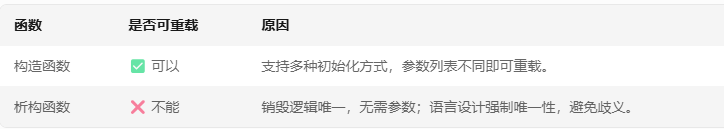 函数 是否可重载 原因
构造函数 ✅ 可以 支持多种初始化方式，参数列表不同即可重载。
析构函数 ❌ 不能 销毁逻辑唯一，无需参数；语言设计强制唯一性，避免歧义。